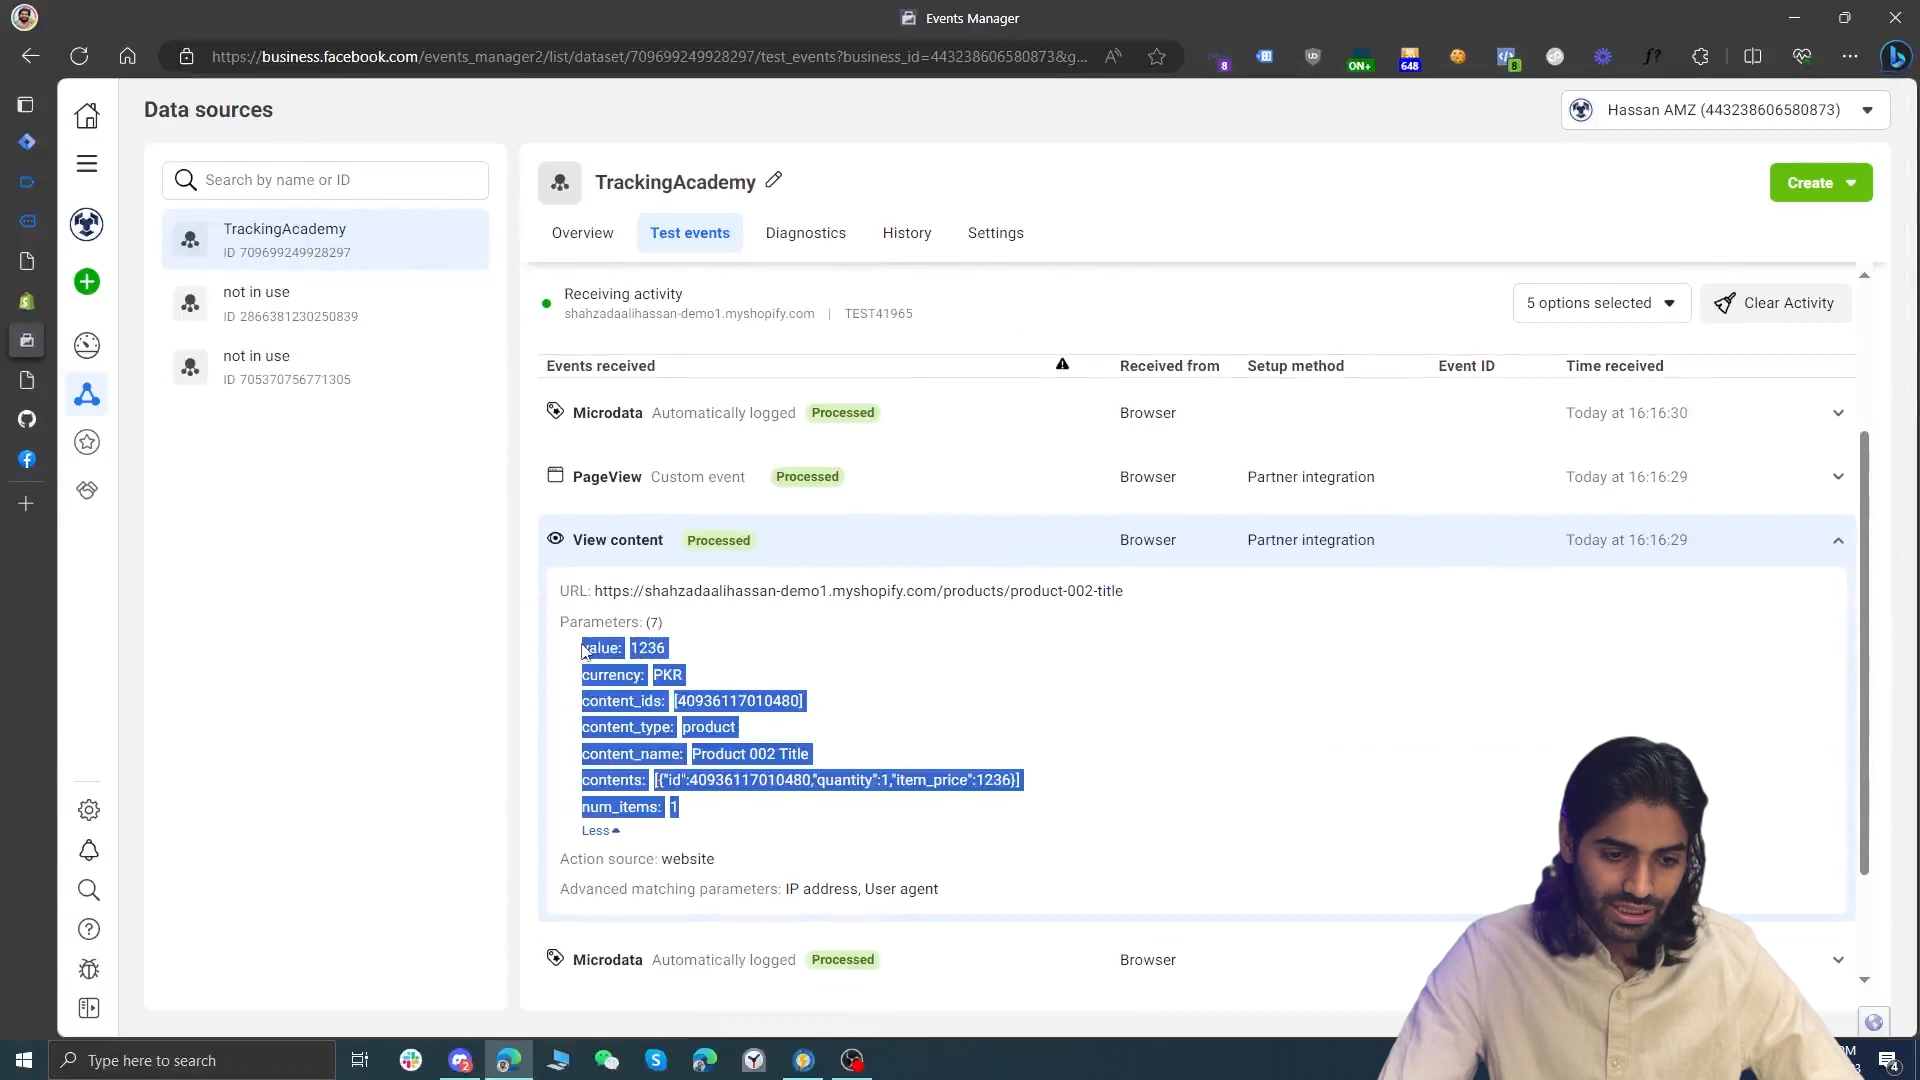 Events Manager
https://business.facebook.com/events_manager2/list/dataset/709699249928297/test_events?business_id=443238606580873&g...
A
8
ON+
648
8
f?
Data sources
Hassan AMZ (443238606580873)
Search by name or ID
TrackingAcademy
ID 709699249928297
not in use
ID 2866381230250839
not in use
ID 705370756771305
TrackingAcademy
Create
Overview
Test events
Diagnostics
History
Settings
Receiving activity
shahzadaalihassan-demo1.myshopify.com | TEST41965
5 options selected
Clear Activity
Events received
Received from
Setup method
Event ID
Time received
Microdata Automatically logged Processed Browser Today at 16:16:30
PageView Custom event Processed Browser Partner integration Today at 16:16:29
View content Processed Browser Partner integration Today at 16:16:29
URL: https://shahzadaalihassan-demo1.myshopify.com/products/product-002-title
Parameters: (7)
value: 1236
currency: PKR
content_ids: [40936117010480]
content_type: product
content_name: Product 002 Title
contents: [{"id":40936117010480,"quantity":1,"item_price":1236}]
num_items: 1
Less
Action source: website
Advanced matching parameters: IP address, User agent
Microdata Automatically logged Processed Browser
Type here to search
2
4